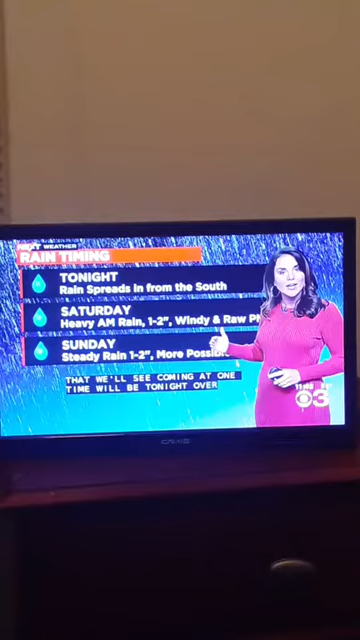 NEXT WEATHER
RAIN TIMING
TONIGHT
Rain Spreads in from the South
SATURDAY
Heavy AM Rain, 1-2", Windy & Raw
SUNDAY
Steady Rain 1-2", More Possible
THAT WE'LL SEE COMING AT ONE
TIME WILL BE TONIGHT OVER
3
CRAIG